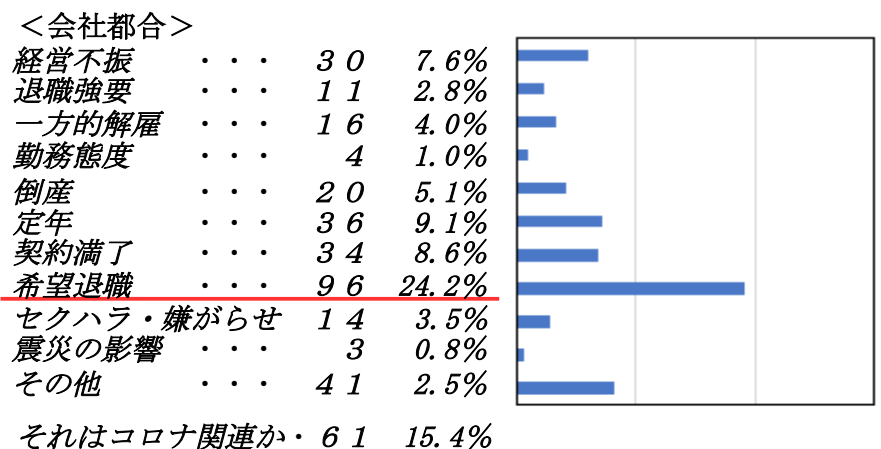 ＜会社都合＞
経営不振 ・・・ 30 7.6%
退職強要 ・・・ 11 2.8%
一方的解雇 ・・・ 16 4.0%
勤務態度 ・・・ 4 1.0%
倒産 ・・・ 20 5.1%
定年 ・・・ 36 9.1%
契約満了 ・・・ 34 8.6%
希望退職 ・・・ 96 24.2%
セクハラ・嫌がらせ 14 3.5%
震災の影響 ・・・ 3 0.8%
その他 ・・・ 41 2.5%
それはコロナ関連か・61 15.4%